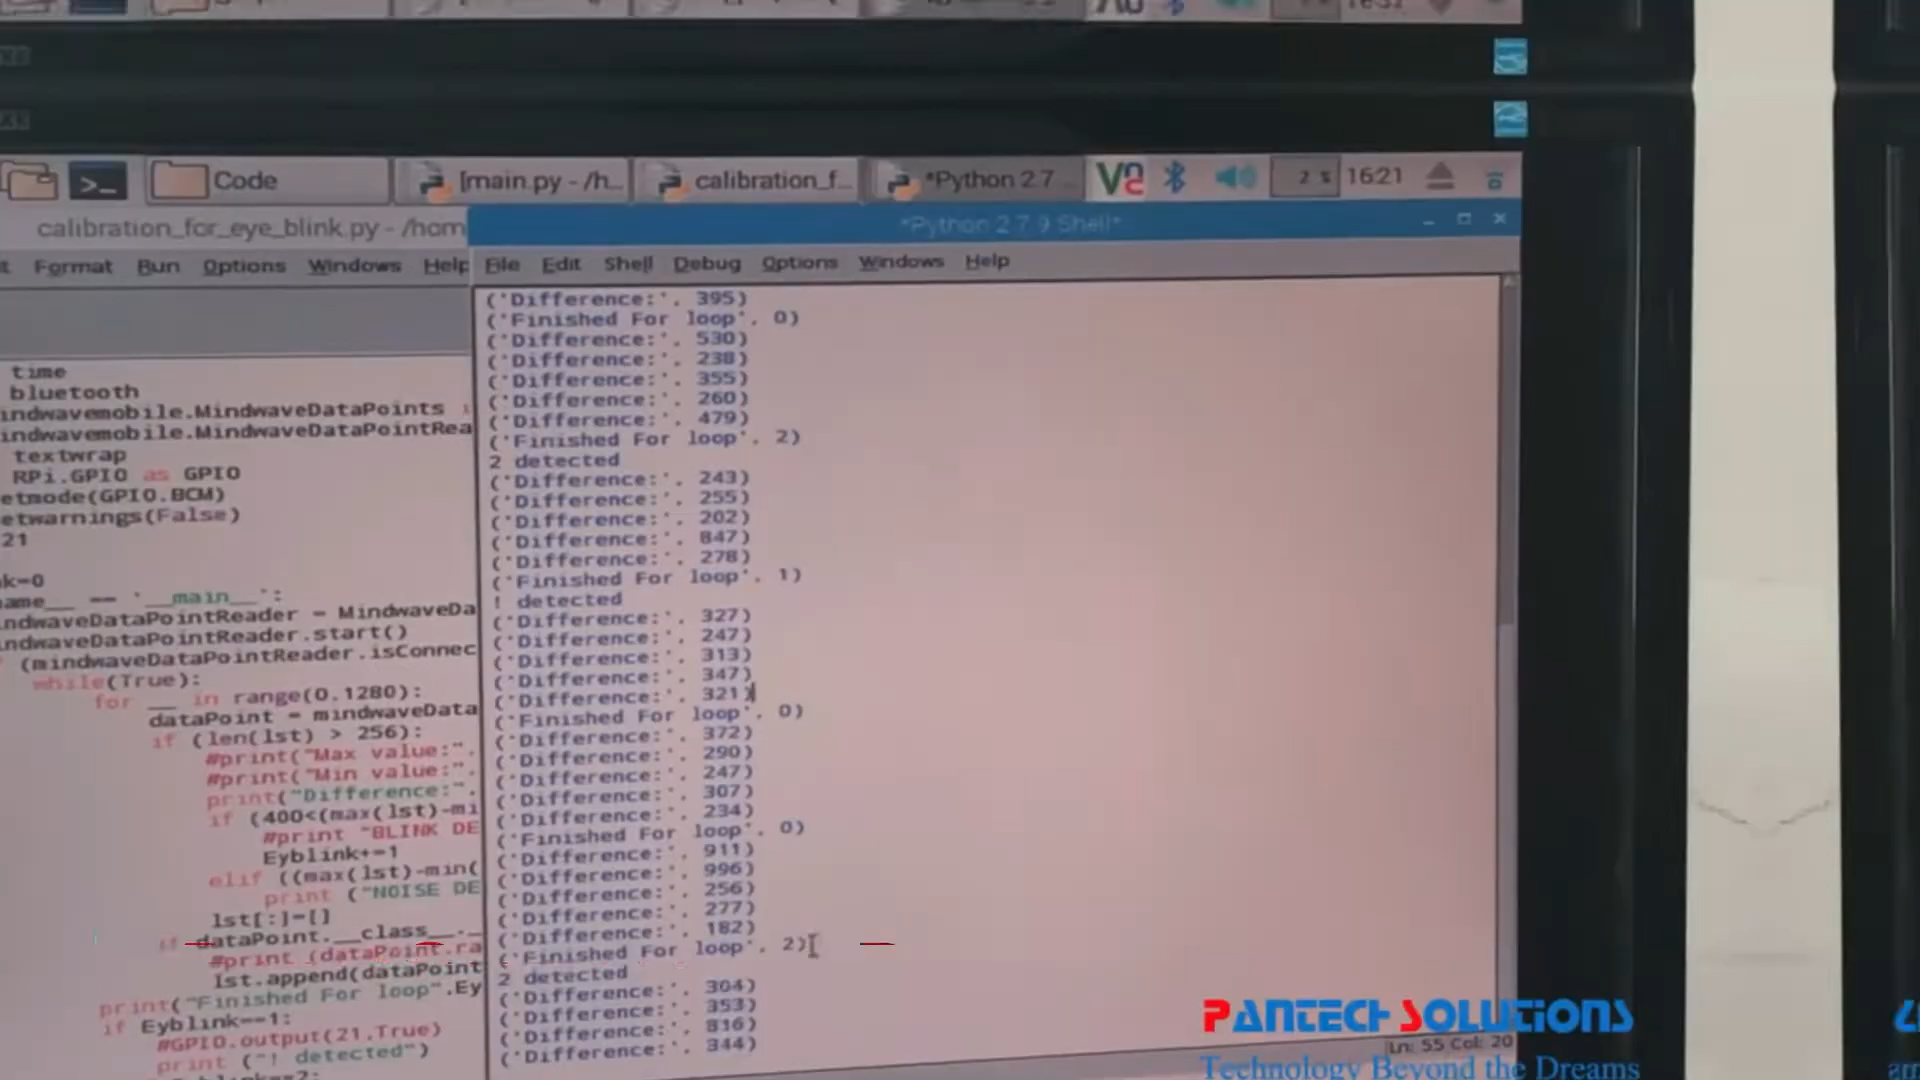 Code
[main.py - /h...
calibration_f...
*Python 2.7 ...
2 %
16:21
calibration_for_eye_blink.py - /hom
*Python 2.7.9 Shell*
Format Run Options Windows Help
File Edit Shell Debug Options Windows Help
time
bluetooth
indwavemobile.MindwaveDataPoints i
indwavemobile.MindwaveDataPointRea
textwrap
RPi.GPIO as GPIO
etmode(GPIO.BCM)
etwarnings(False)
21
k=0
ame__ == '__main__':
ndwaveDataPointReader = MindwaveDa
ndwaveDataPointReader.start()
(mindwaveDataPointReader.isConnec
while(True):
for __ in range(0,1280):
dataPoint = mindwaveData
if (len(lst) > 256):
#print("Max value:",
#print("Min value:",
print("Difference:",
if (400<(max(lst)-mi
#print "BLINK DE
Eyblink+=1
elif ((max(lst)-min(
print ("NOISE DE
lst[:]=[]
if dataPoint.__class__._
#print (dataPoint.ra
lst.append(dataPoint
print("Finished For loop",Ey
if Eyblink==1:
#GPIO.output(21,True)
print ("! detected")
('Difference:', 395)
('Finished For loop', 0)
('Difference:', 530)
('Difference:', 238)
('Difference:', 355)
('Difference:', 260)
('Difference:', 479)
('Finished For loop', 2)
2 detected
('Difference:', 243)
('Difference:', 255)
('Difference:', 202)
('Difference:', 847)
('Difference:', 278)
('Finished For loop', 1)
! detected
('Difference:', 327)
('Difference:', 247)
('Difference:', 313)
('Difference:', 347)
('Difference:', 321)
('Finished For loop', 0)
('Difference:', 372)
('Difference:', 290)
('Difference:', 247)
('Difference:', 307)
('Difference:', 234)
('Finished For loop', 0)
('Difference:', 911)
('Difference:', 996)
('Difference:', 256)
('Difference:', 277)
('Difference:', 182)
('Finished For loop', 2)
2 detected
('Difference:', 304)
('Difference:', 353)
('Difference:', 816)
('Difference:', 344)
Ln: 55 Col: 20
PANTECH SOLUTIONS
Technology Beyond the Dreams